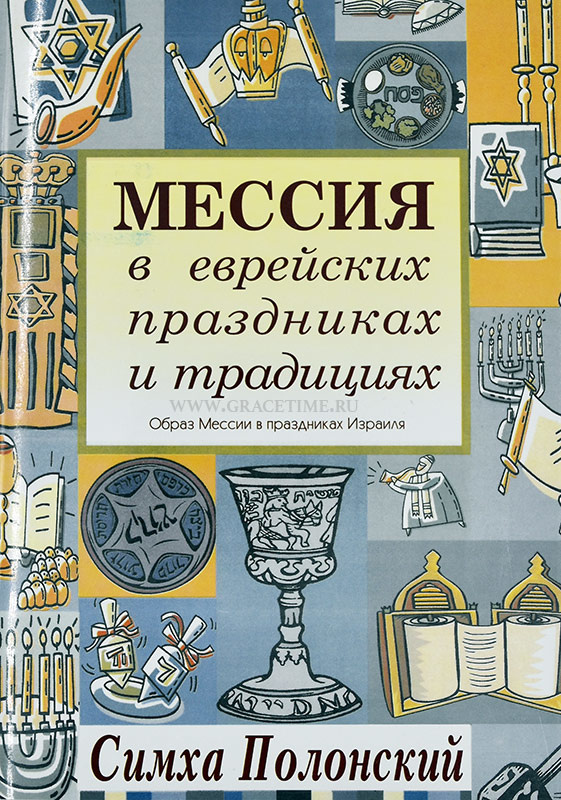 МЕССИЯ
в еврейских
праздниках
и традициях
WWW.GRACETIME.RU
Образ Мессии в праздниках Израиля
Симха Полонский